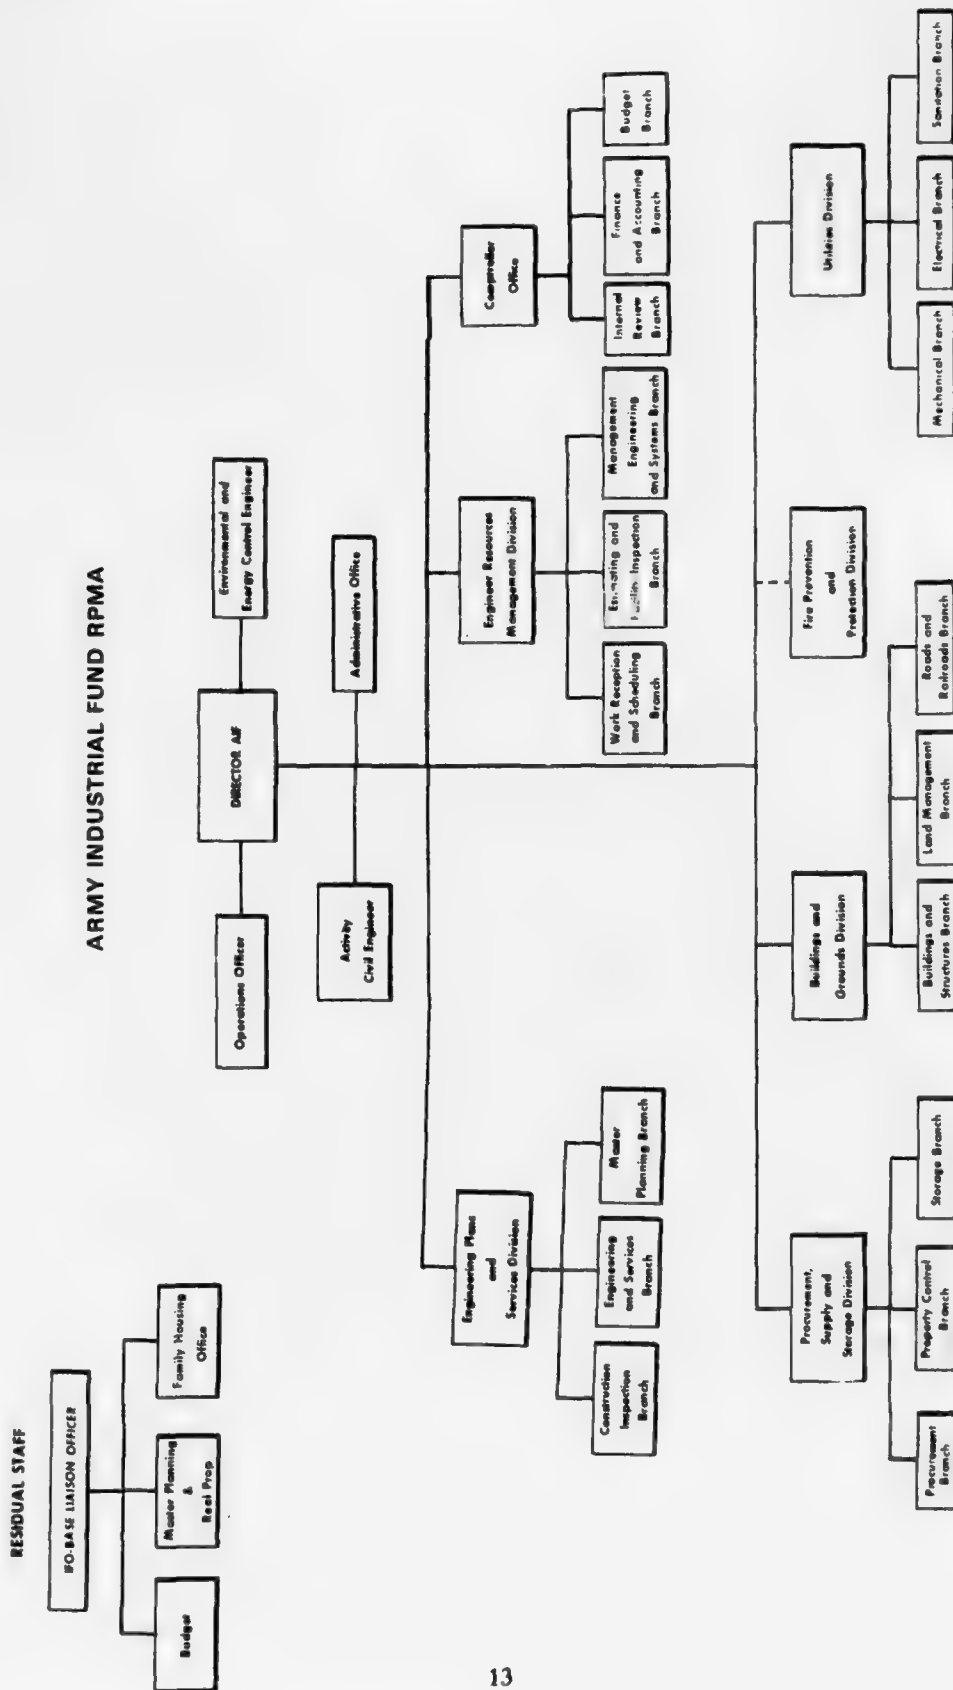 ARMY INDUSTRIAL FUND RPMA
RESIDUAL STAFF
IFO-BASE LIAISON OFFICER
Budget
Master Planning
&
Real Prop
Family Housing
Office
DIRECTOR AIF
Operations Officer
Environmental and
Energy Control Engineer
Activity
Civil Engineer
Administrative Office
Engineering Plans
and
Services Division
Construction
Inspection
Branch
Engineering
and Services
Branch
Master
Planning Branch
Engineer Resources
Management Division
Work Reception
and Scheduling
Branch
Estimating and
Facility Inspection
Branch
Management
Engineering
and Systems Branch
Comptroller
Office
Internal
Review
Branch
Finance
and Accounting
Branch
Budget
Branch
Procurement,
Supply and
Storage Division
Procurement
Branch
Property Control
Branch
Storage Branch
Buildings and
Grounds Division
Buildings and
Structures Branch
Land Management
Branch
Roads and
Railroads Branch
Fire Prevention
and
Protection Division
Utilities Division
Mechanical Branch
Electrical Branch
Sanitation Branch
13